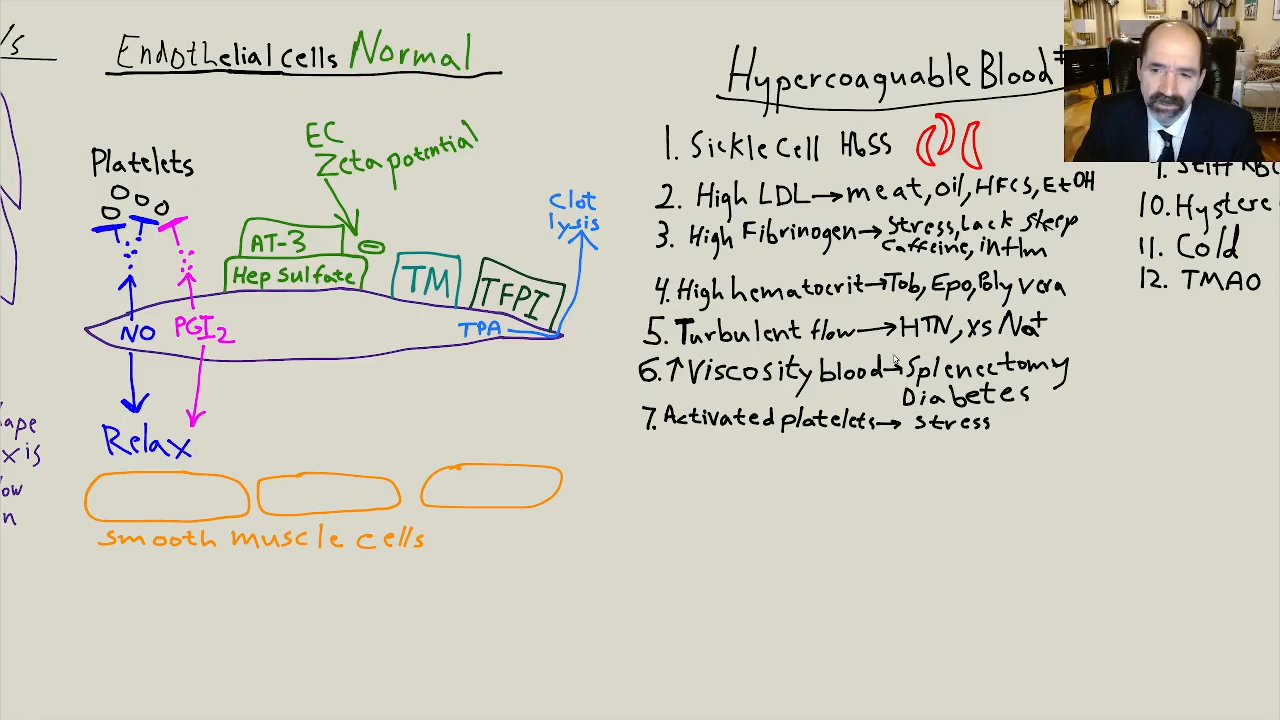 Endothelial cells Normal
EC
Zeta potential
Platelets
Clot
lysis
AT-3
Hep Sulfate
TM
TFPI
TPA
NO
PGI2
Relax
smooth muscle cells
Hypercoaguable Blood
1. Sickle Cell HbSS
2. High LDL → meat, oil, HFCS, EtOH
3. High Fibrinogen → Stress, Lack sleep
caffeine, inflm
4. High hematocrit → Tob, Epo, Poly vera
5. Turbulent flow → HTN, xs Na+
6. ↑ Viscosity blood → Splenectomy
Diabetes
7. Activated platelets → stress
10. Hystere
11. Cold
12. TMAO